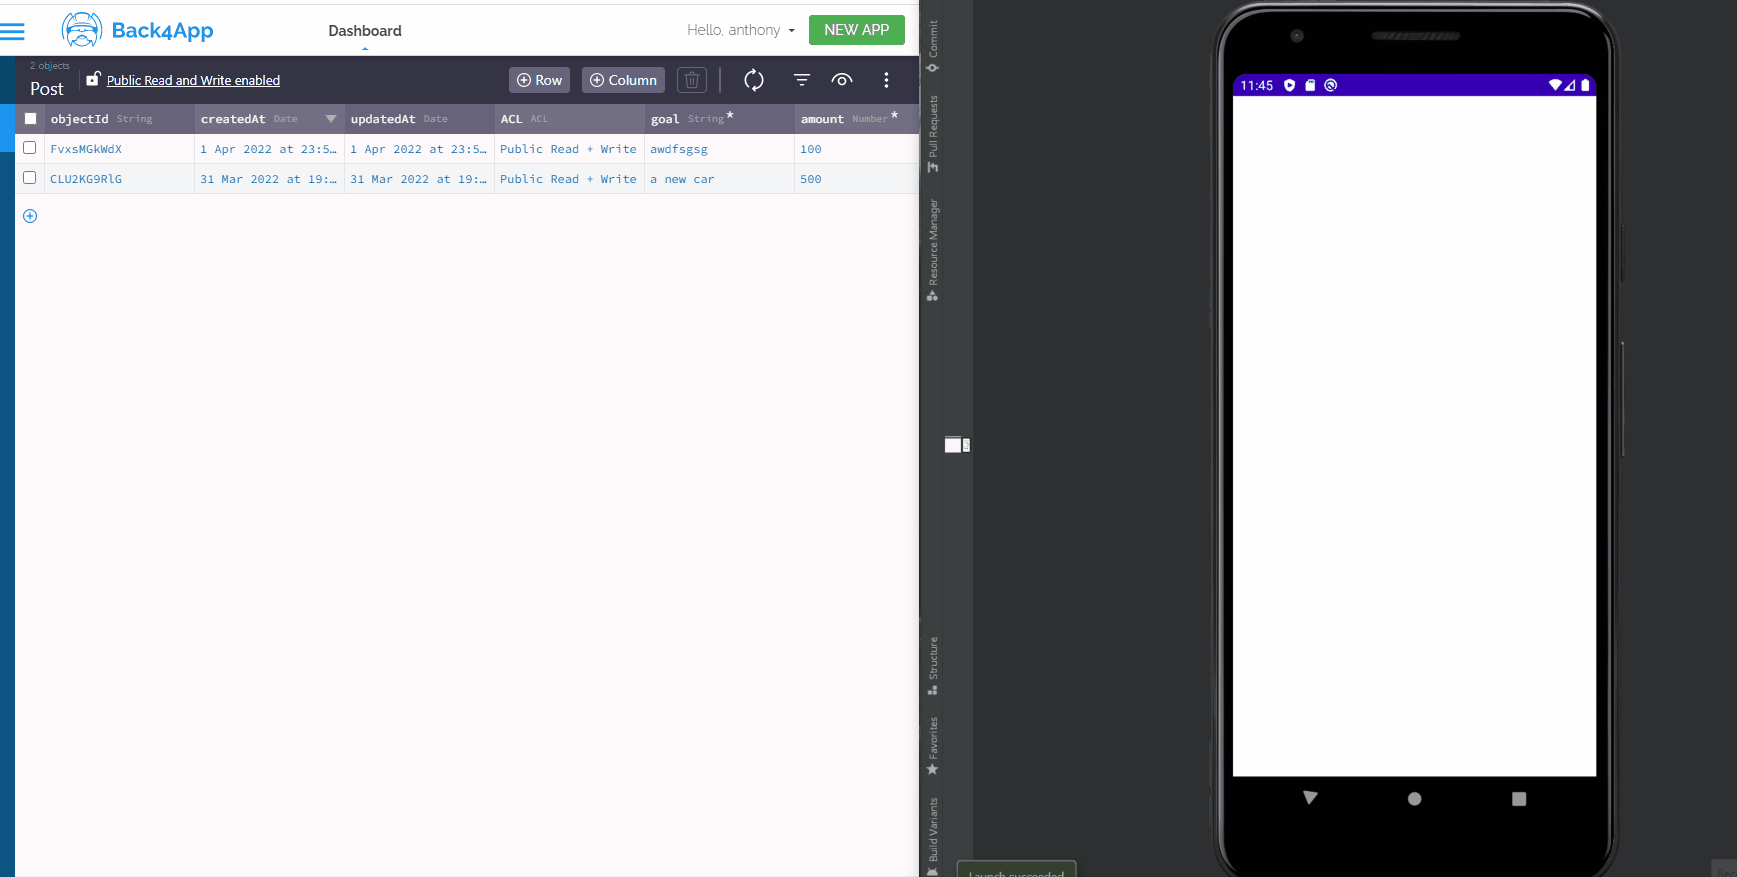 Back4App
Dashboard
Hello, anthony
NEW APP
2 objects
Post
Public Read and Write enabled
Row
Column
objectId String
createdAt Date
updatedAt Date
ACL ACL
goal String *
amount Number *
FvxsMGkWdX
1 Apr 2022 at 23:5…
1 Apr 2022 at 23:5…
Public Read + Write
awdfsgsg
100
CLU2KG9RlG
31 Mar 2022 at 19:…
31 Mar 2022 at 19:…
Public Read + Write
a new car
500
Commit
Pull Requests
Resource Manager
Structure
Favorites
Build Variants
11:45
Launch succeeded